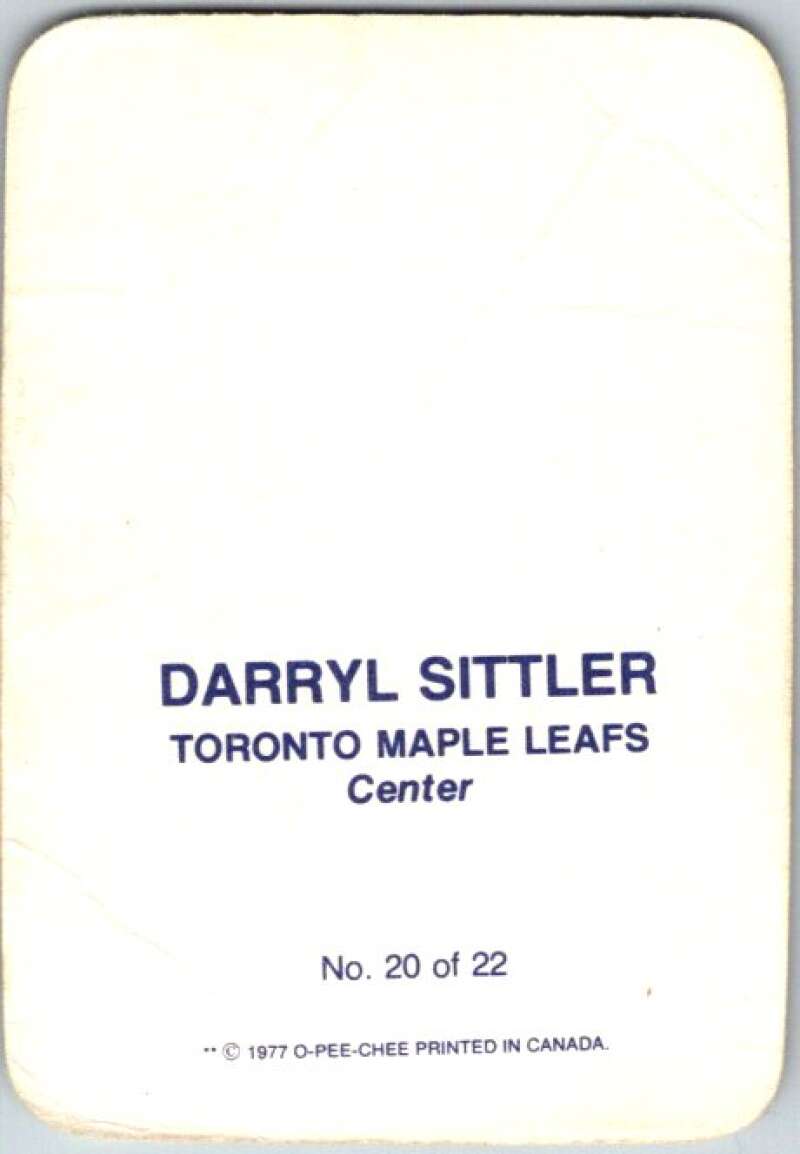 DARRYL SITTLER
TORONTO MAPLE LEAFS
Center
No. 20 of 22
** © 1977 O-PEE-CHEE PRINTED IN CANADA.